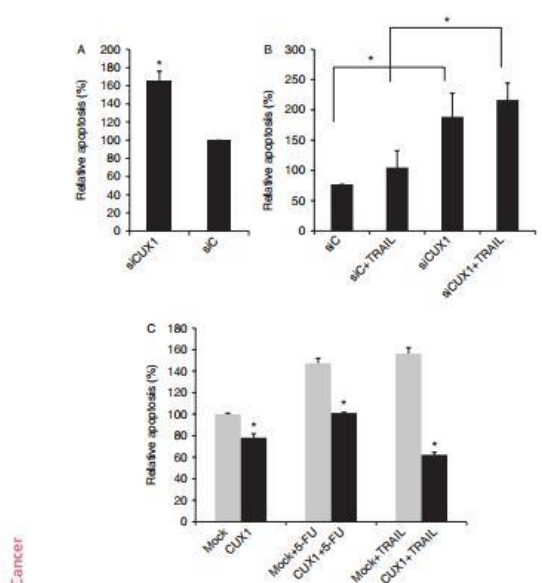 A
Relative apoptosis (%)
200
180
160
140
120
100
80
60
40
20
0
*
siCUX1
siC
B
Relative apoptosis (%)
300
250
200
150
100
50
0
*
*
siC
siC+TRAIL
siCUX1
siCUX1+TRAIL
C
Relative apoptosis (%)
180
160
140
120
100
80
60
40
20
0
*
*
*
Mock
CUX1
Mock+5-FU
CUX1+5-FU
Mock+TRAIL
CUX1+TRAIL
Cancer